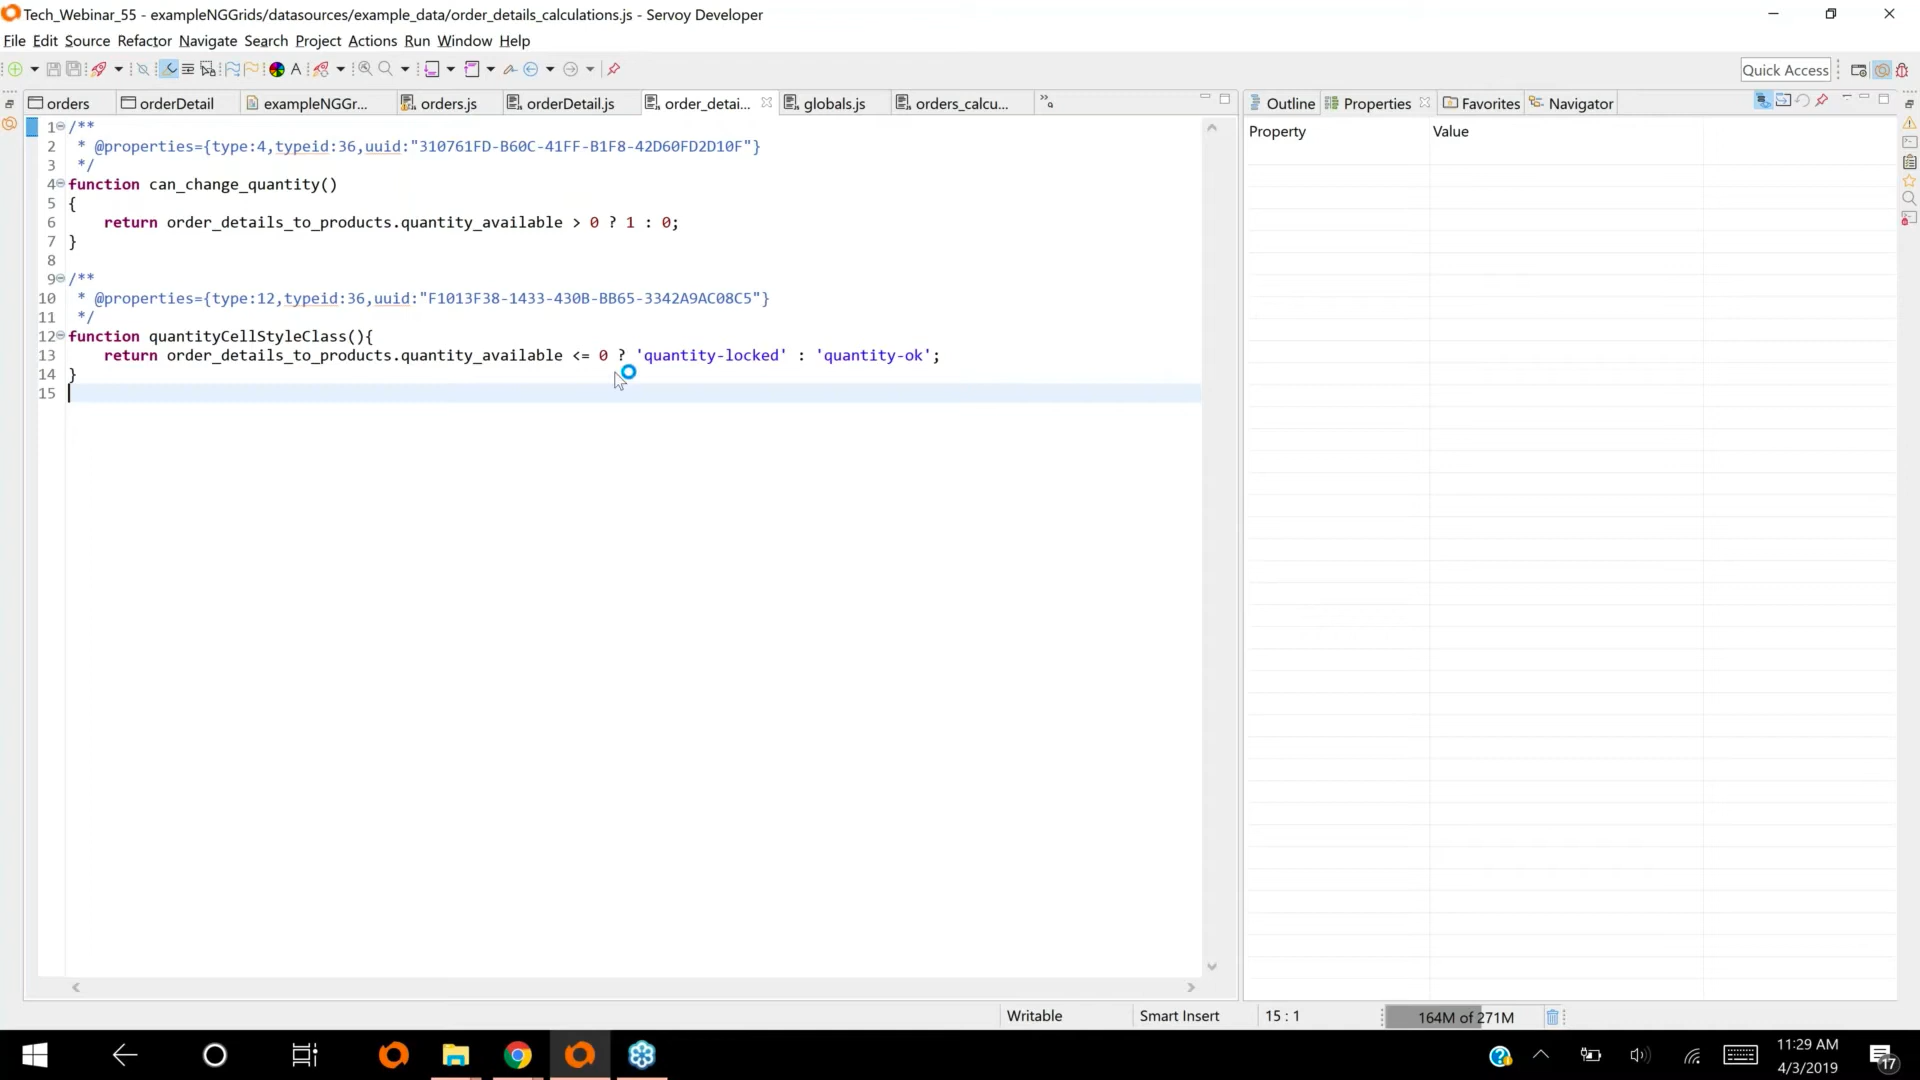 Tech_Webinar_55 - exampleNGGrids/datasources/example_data/order_details_calculations.js - Servoy Developer
File Edit Source Refactor Navigate Search Project Actions Run Window Help
Quick Access
orders orderDetail exampleNGGr... orders.js orderDetail.js order_detai... globals.js orders_calcu...
Outline Properties Favorites Navigator
Property Value
1 /**
2 * @properties={type:4,typeid:36,uuid:"310761FD-B60C-41FF-B1F8-42D60FD2D10F"}
3 */
4 function can_change_quantity()
5 {
6 return order_details_to_products.quantity_available > 0 ? 1 : 0;
7 }
8
9 /**
10 * @properties={type:12,typeid:36,uuid:"F1013F38-1433-430B-BB65-3342A9AC08C5"}
11 */
12 function quantityCellStyleClass(){
13 return order_details_to_products.quantity_available <= 0 ? 'quantity-locked' : 'quantity-ok';
14 }
15
Writable Smart Insert 15 : 1 164M of 271M
11:29 AM
4/3/2019
17